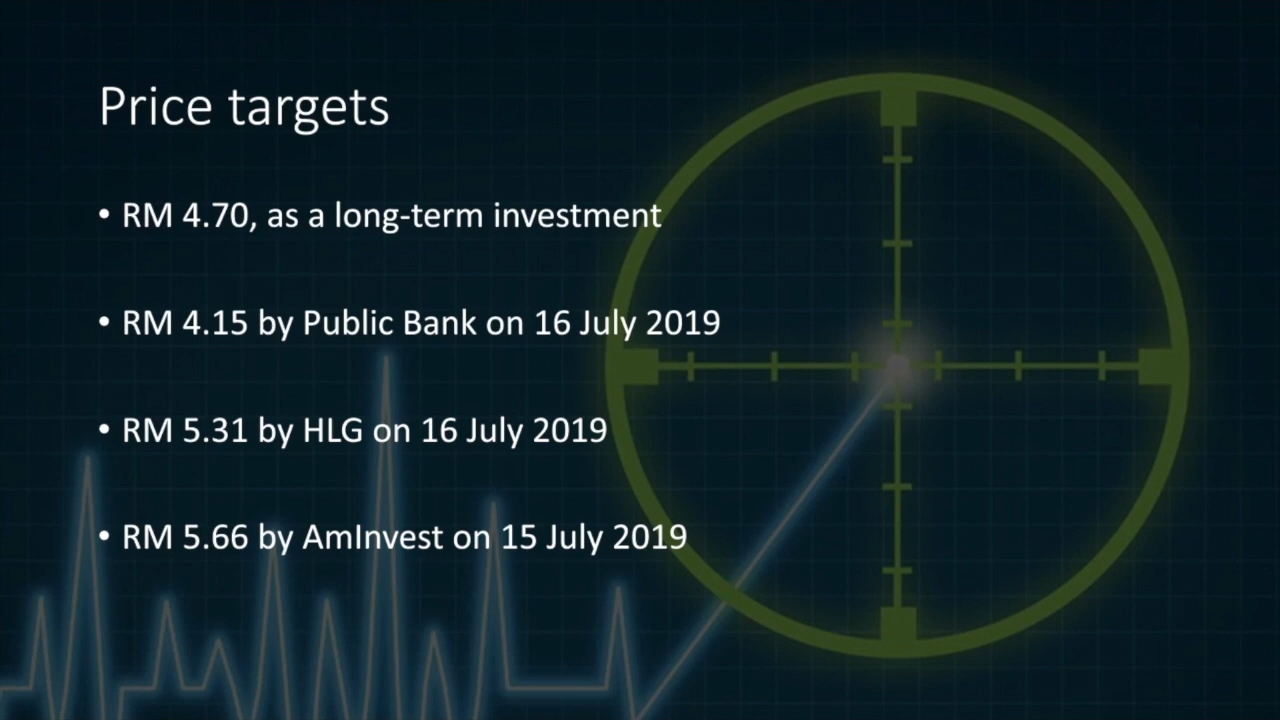 Price targets
• RM 4.70, as a long-term investment
• RM 4.15 by Public Bank on 16 July 2019
• RM 5.31 by HLG on 16 July 2019
• RM 5.66 by AmInvest on 15 July 2019